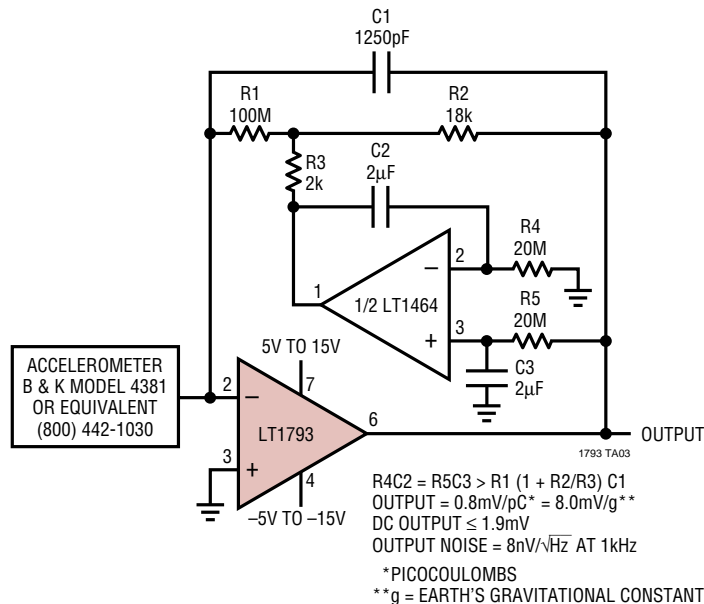 C1
1250pF
R1
100M
R2
18k
R3
2k
C2
2µF
R4
20M
2
–
1
1/2 LT1464
+
3
R5
20M
C3
2µF
ACCELEROMETER
B & K MODEL 4381
OR EQUIVALENT
(800) 442-1030
5V TO 15V
2
–
7
LT1793
6
OUTPUT
3
+
4
–5V TO –15V
1793 TA03
R4C2 = R5C3 > R1 (1 + R2/R3) C1
OUTPUT = 0.8mV/pC* = 8.0mV/g**
DC OUTPUT ≤ 1.9mV
OUTPUT NOISE = 8nV/√Hz AT 1kHz
*PICOCOULOMBS
**g = EARTH'S GRAVITATIONAL CONSTANT